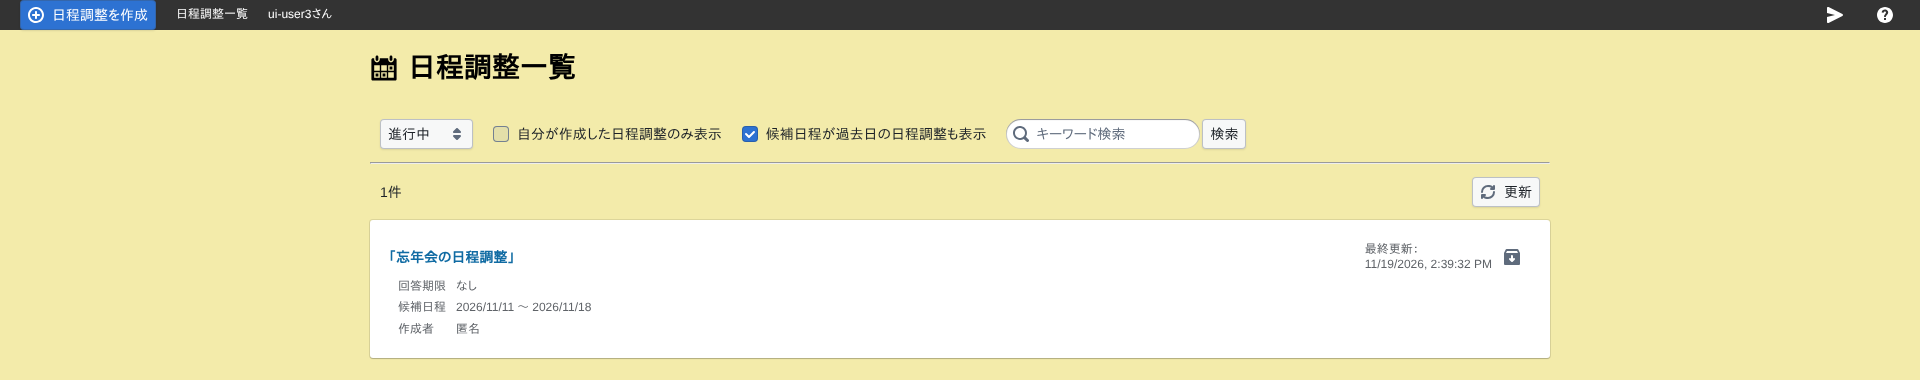 日程調整を作成 日程調整一覧 ui-user3さん
日程調整一覧
進行中 自分が作成した日程調整のみ表示 候補日程が過去日の日程調整も表示 キーワード検索 検索
1件 更新
「忘年会の日程調整」
最終更新:
11/19/2026, 2:39:32 PM
回答期限 なし
候補日程 2026/11/11 ～ 2026/11/18
作成者 匿名